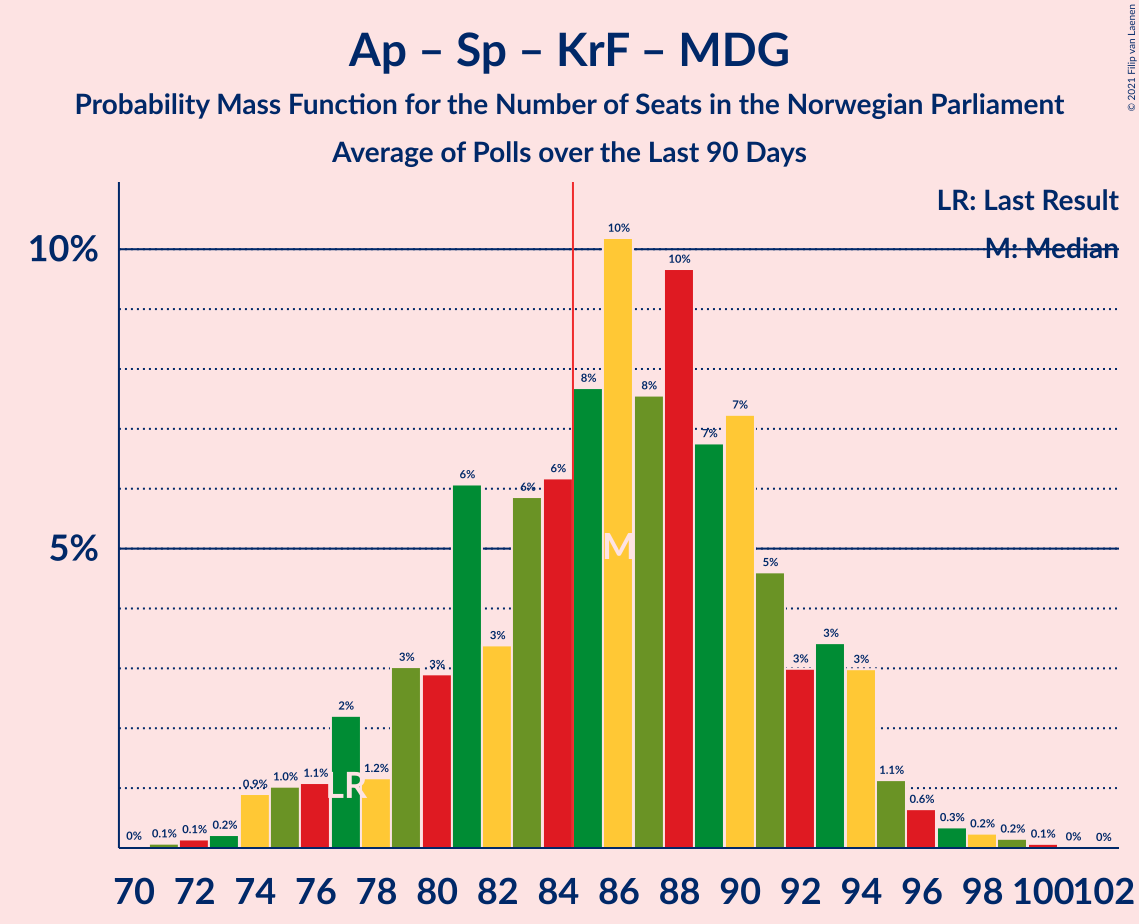 Ap – Sp – KrF – MDG
Probability Mass Function for the Number of Seats in the Norwegian Parliament
Average of Polls over the Last 90 Days
© 2021 Filip van Laenen
LR: Last Result
M: Median
10%
5%
0% 0.1% 0.1% 0.2% 0.9% 1.0% 1.1% 2% 1.2% 3% 3% 6% 3% 6% 6% 8% 10% 8% 10% 7% 7% 5% 3% 3% 3% 1.1% 0.6% 0.3% 0.2% 0.2% 0.1% 0% 0%
M
LR
70 72 74 76 78 80 82 84 86 88 90 92 94 96 98 100 102